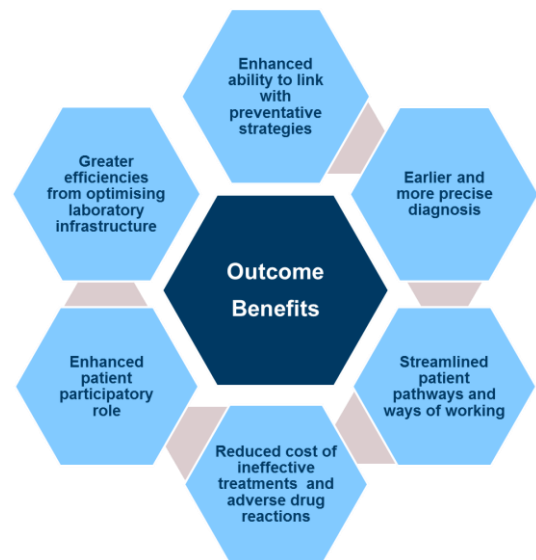 Enhanced
ability to link
with
preventative
strategies
Greater
efficiencies
from optimising
laboratory
infrastructure
Earlier and
more precise
diagnosis
Outcome
Benefits
Enhanced
patient
participatory
role
Streamlined
patient
pathways and
ways of working
Reduced cost of
ineffective
treatments and
adverse drug
reactions